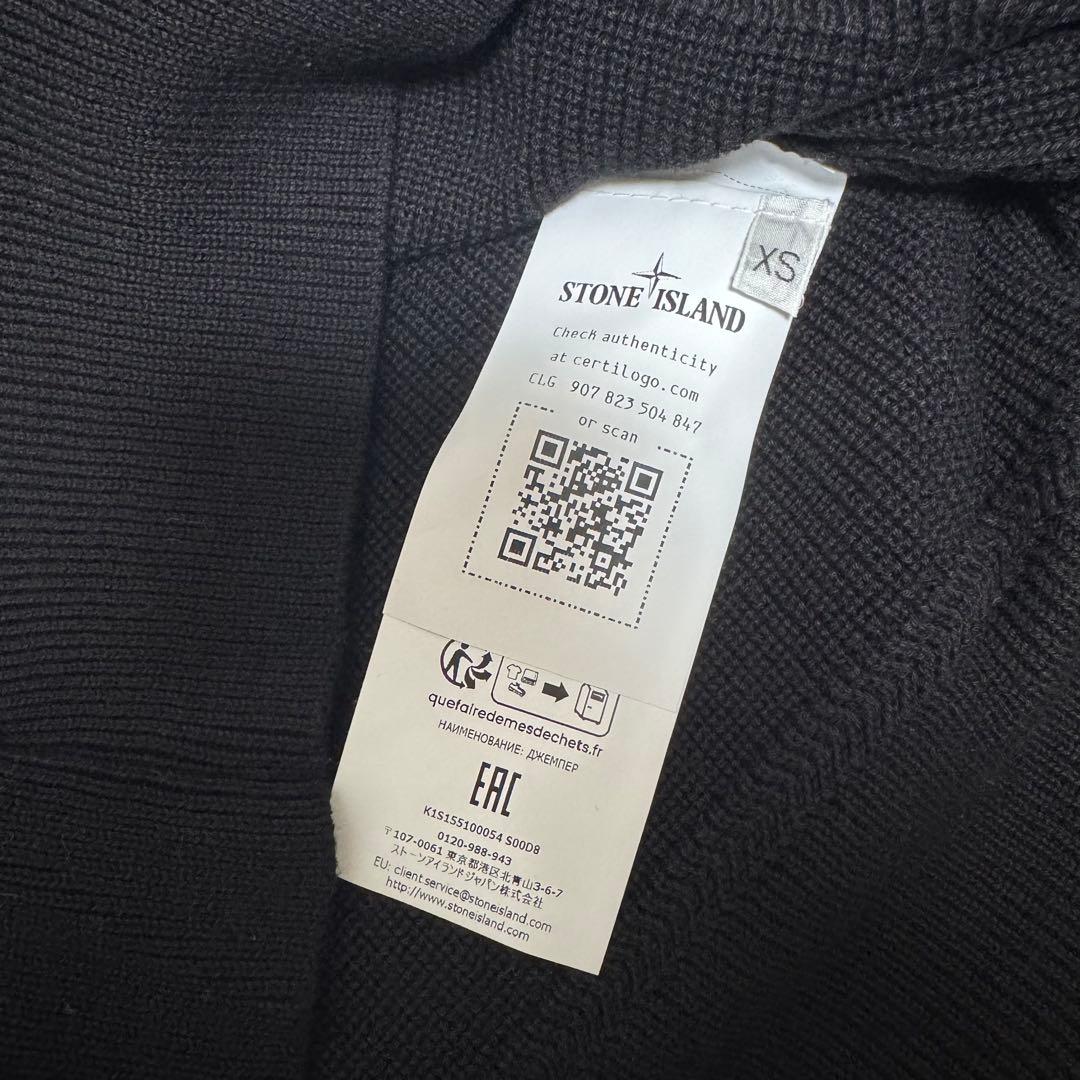 XS
STONE ISLAND
Check authenticity
at certilogo.com
CLG 907 823 504 847
or scan
quefairedemesdechets.fr
НАИМЕНОВАНИЕ: ДЖЕМПЕР
EAC
K1S155100054 S00D8
0120-988-943
〒107-0061 東京都港区北青山3-6-7
ストーンアイランドジャパン株式会社
EU: client.service@stoneisland.com
http://www.stoneisland.com